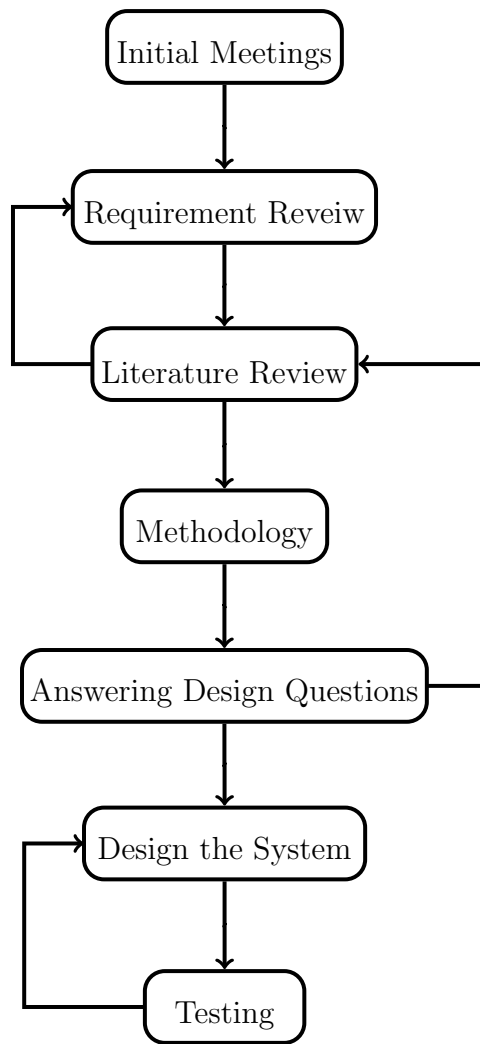 Initial Meetings
Requirement Reveiw
Literature Review
Methodology
Answering Design Questions
Design the System
Testing